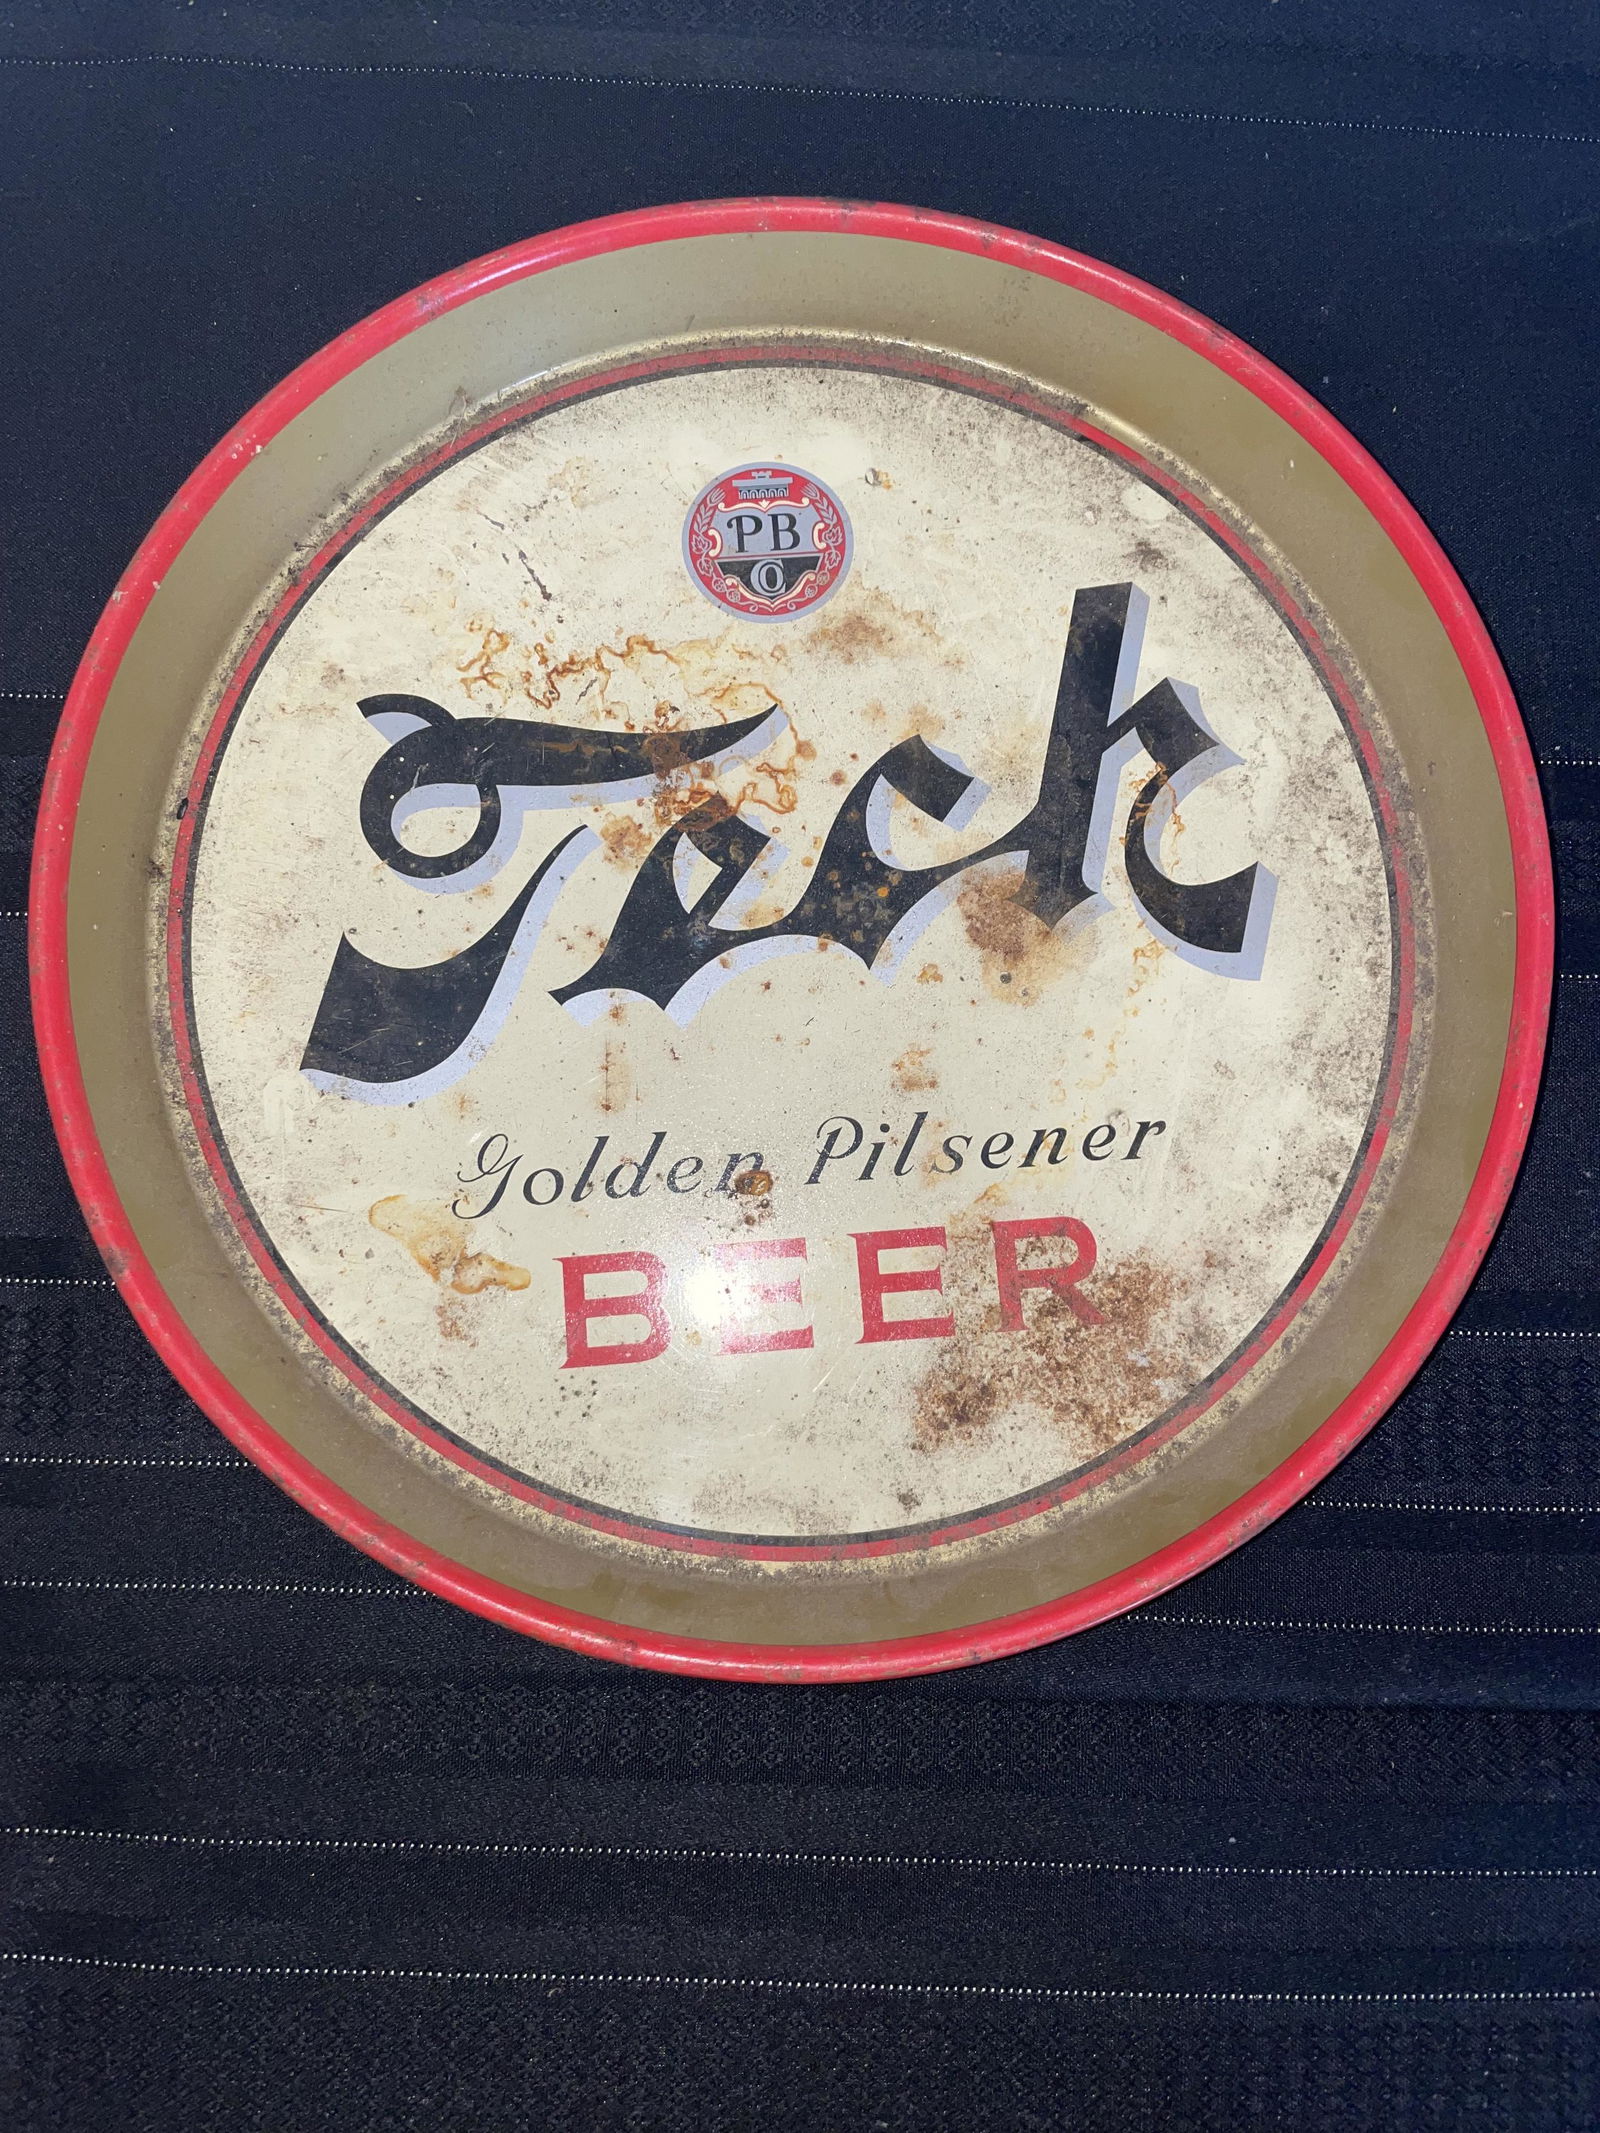 PB
Co
Tech
Golden Pilsener
BEER